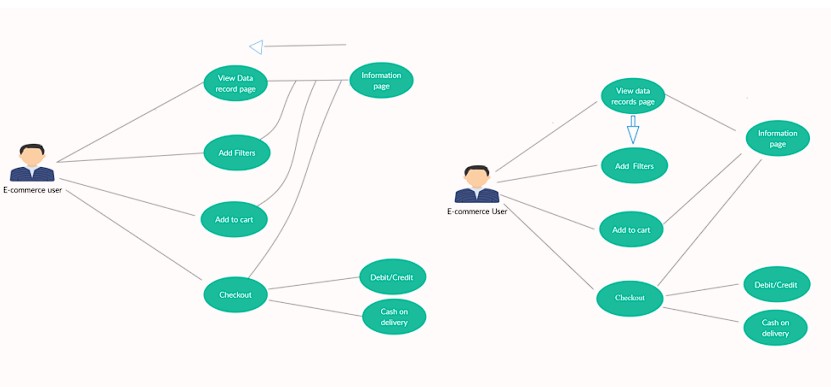 View Data
record page
Information
page
Add Filters
E-commerce user
Add to cart
Checkout
Debit/Credit
Cash on
delivery
View data
records page
Information
page
Add Filters
E-commerce User
Add to cart
Checkout
Debit/Credit
Cash on
delivery